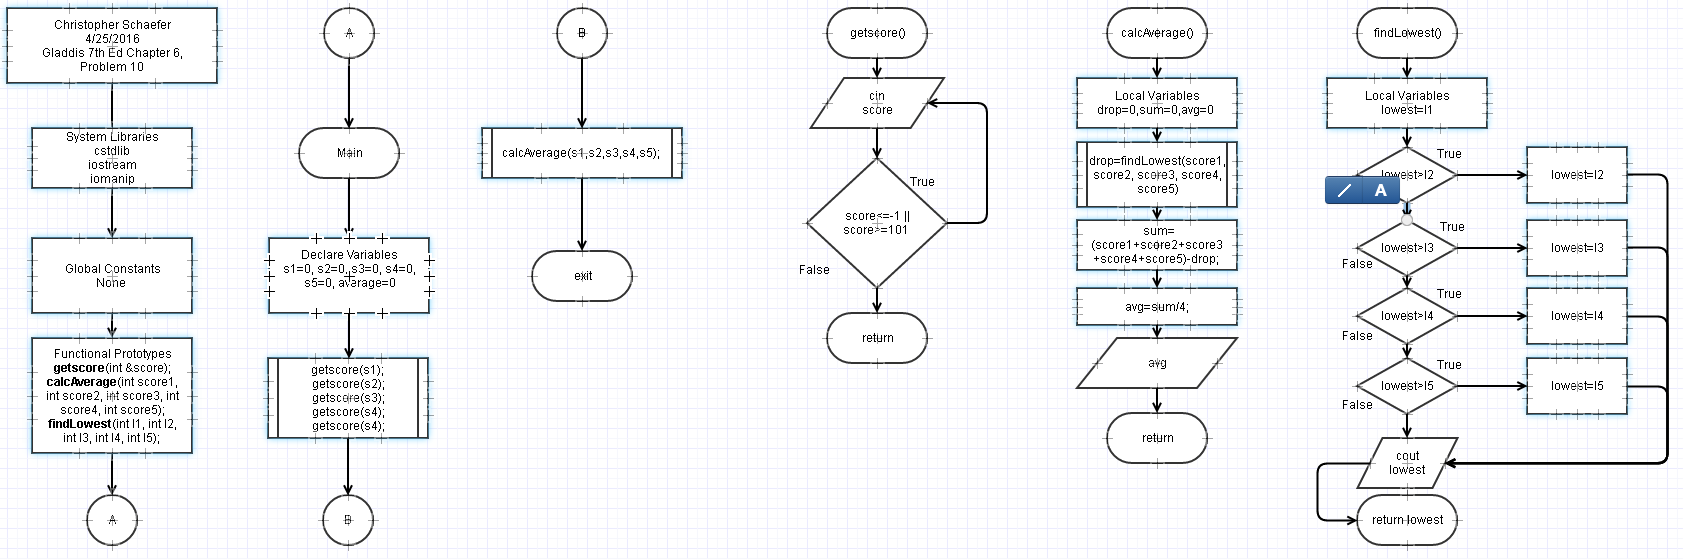 Christopher Schaefer
4/25/2016
Gladdis 7th Ed Chapter 6,
Problem 10
System Libraries
cstdlib
iostream
iomanip
Global Constants
None
Functional Prototypes
getscore(int &score);
calcAverage(int score1,
int score2, int score3, int
score4, int score5);
findLowest(int l1, int l2,
int l3, int l4, int l5);
A
A
Main
Declare Variables
s1=0, s2=0, s3=0, s4=0,
s5=0, average=0
getscore(s1);
getscore(s2);
getscore(s3);
getscore(s4);
getscore(s4);
B
B
calcAverage(s1,s2,s3,s4,s5);
exit
getscore()
cin
score
True
score<=-1 ||
score>=101
False
return
calcAverage()
Local Variables
drop=0,sum=0,avg=0
drop=findLowest(score1,
score2, score3, score4,
score5)
sum=
(score1+score2+score3
+score4+score5)-drop;
avg=sum/4;
avg
return
findLowest()
Local Variables
lowest=l1
True
lowest>l2
lowest=l2
A
True
lowest>l3
lowest=l3
False
True
lowest>l4
lowest=l4
False
True
lowest>l5
lowest=l5
False
cout
lowest
return lowest